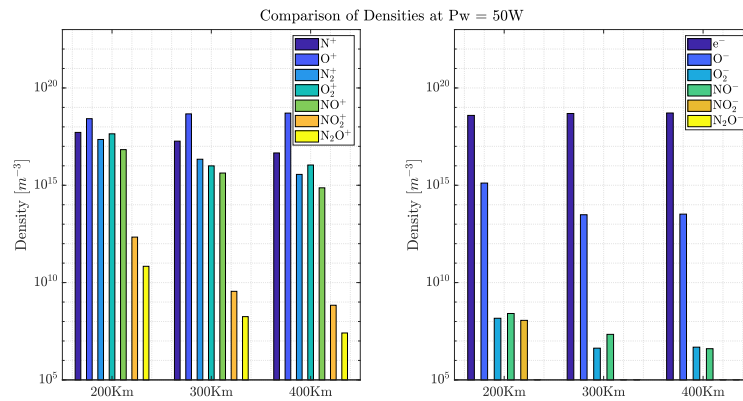 Comparison of Densities at Pw = 50W
Density [m⁻³]
10²⁰
10¹⁵
10¹⁰
10⁵
200Km 300Km 400Km
N⁺
O⁺
N₂⁺
O₂⁺
NO⁺
NO₂⁺
N₂O⁺
Density [m⁻³]
10²⁰
10¹⁵
10¹⁰
10⁵
200Km 300Km 400Km
e⁻
O⁻
O₂⁻
NO⁻
NO₂⁻
N₂O⁻